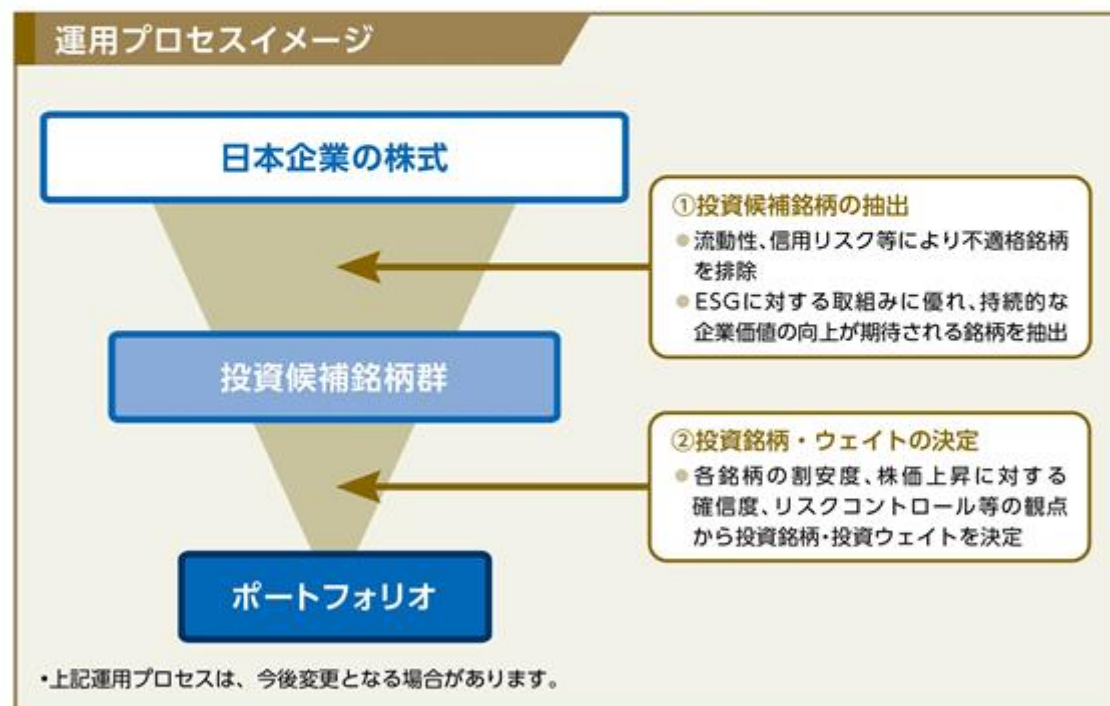 運用プロセスイメージ
日本企業の株式
①投資候補銘柄の抽出
●流動性、信用リスク等により不適格銘柄
を排除
●ESGに対する取組みに優れ、持続的な
企業価値の向上が期待される銘柄を抽出
投資候補銘柄群
②投資銘柄・ウェイトの決定
●各銘柄の割安度、株価上昇に対する
確信度、リスクコントロール等の観点
から投資銘柄・投資ウェイトを決定
ポートフォリオ
•上記運用プロセスは、今後変更となる場合があります。